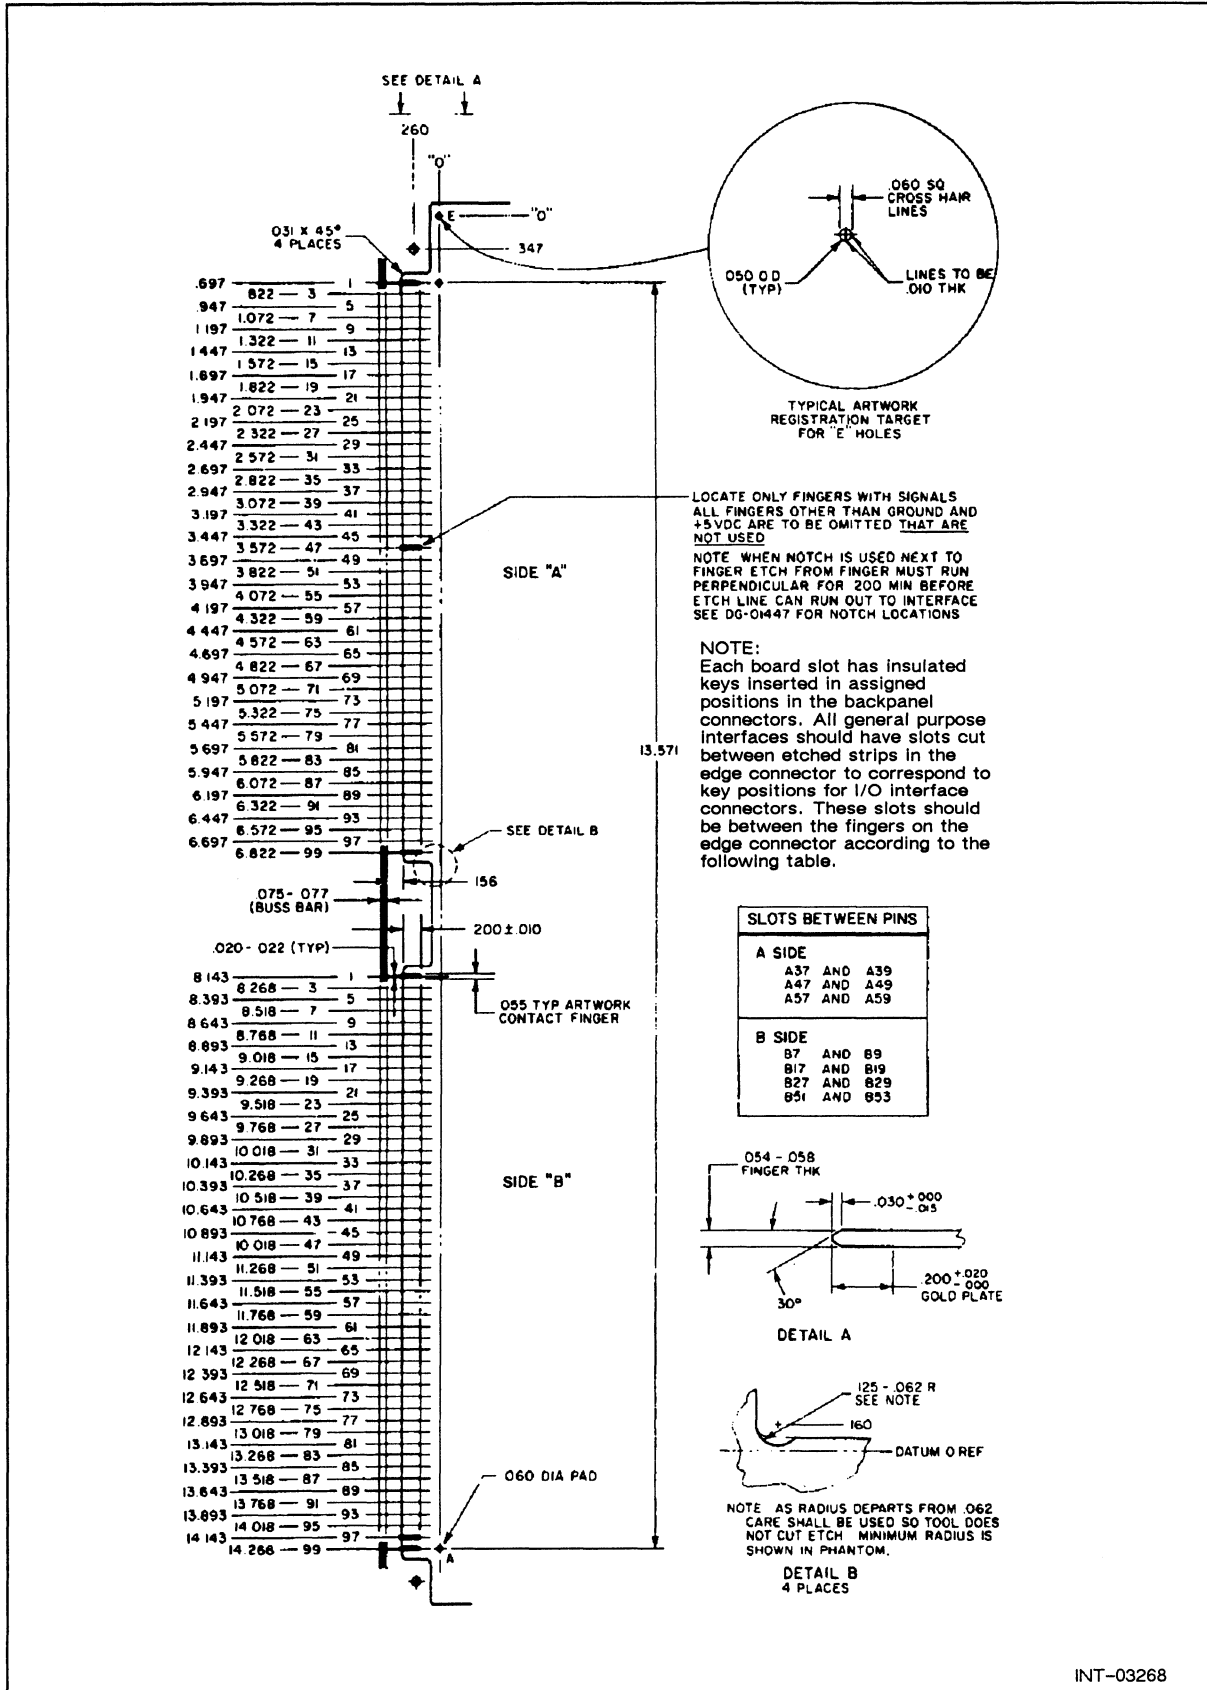 SEE DETAIL A
260
"O"
E
"O"
.031 X 45°
4 PLACES
347
.060 SQ
CROSS HAIR
LINES
.050 O D
(TYP)
LINES TO BE
.010 THK
TYPICAL ARTWORK
REGISTRATION TARGET
FOR "E" HOLES
.697 1
822 — 3
.947 5
1.072 — 7
1 197 9
1.322 — 11
1 447 13
1 572 — 15
1.697 17
1.822 — 19
1.947 21
2 072 — 23
2 197 25
2 322 — 27
2.447 29
2 572 — 31
2.697 33
2.822 — 35
2.947 37
3.072 — 39
3.197 41
3.322 — 43
3.447 45
3 572 — 47
3 697 49
3 822 — 51
3 947 53
4 072 — 55
4 197 57
4.322 — 59
4 447 61
4 572 — 63
4.697 65
4 822 — 67
4 947 69
5 072 — 71
5 197 73
5.322 — 75
5 447 77
5 572 — 79
5 697 81
5 822 — 83
5.947 85
6.072 — 87
6.197 89
6.322 — 91
6.447 93
6.572 — 95
6.697 97
6.822 — 99
LOCATE ONLY FINGERS WITH SIGNALS
ALL FINGERS OTHER THAN GROUND AND
+5VDC ARE TO BE OMITTED THAT ARE
NOT USED
NOTE WHEN NOTCH IS USED NEXT TO
FINGER ETCH FROM FINGER MUST RUN
PERPENDICULAR FOR 200 MIN BEFORE
ETCH LINE CAN RUN OUT TO INTERFACE
SEE DG-01447 FOR NOTCH LOCATIONS
SIDE "A"
NOTE:
Each board slot has insulated
keys inserted in assigned
positions in the backpanel
connectors. All general purpose
interfaces should have slots cut
between etched strips in the
edge connector to correspond to
key positions for I/O interface
connectors. These slots should
be between the fingers on the
edge connector according to the
following table.
13.571
SEE DETAIL B
156
.075- 077
(BUSS BAR)
200±.010
.020- 022 (TYP)
055 TYP ARTWORK
CONTACT FINGER
SLOTS BETWEEN PINS
A SIDE
A37 AND A39
A47 AND A49
A57 AND A59
B SIDE
B7 AND B9
B17 AND B19
B27 AND B29
B51 AND B53
8 143 1
8 268 — 3
8.393 5
8.518 — 7
8 643 9
8.768 — 11
8.893 13
9.018 — 15
9.143 17
9.268 — 19
9.393 21
9.518 — 23
9 643 25
9.768 — 27
9.893 29
10 018 — 31
10.143 33
10.268 — 35
10.393 37
10 518 — 39
10.643 41
10 768 — 43
10 893 45
10 018 — 47
11.143 49
11.268 — 51
11.393 53
11.518 — 55
11.643 57
11.768 — 59
11.893 61
12 018 — 63
12 143 65
12 268 — 67
12 393 69
12 518 — 71
12.643 73
12 768 — 75
12.893 77
13 018 — 79
13.143 81
13.268 — 83
13.393 85
13 518 — 87
13.643 89
13 768 — 91
13.893 93
14 018 — 95
14 143 97
14.268 — 99
SIDE "B"
.054 - .058
FINGER THK
.030 +.000 -.015
30°
.200 +.020 -.000
GOLD PLATE
DETAIL A
.125 - .062 R
SEE NOTE
160
DATUM O REF
060 DIA PAD
A
NOTE AS RADIUS DEPARTS FROM .062
CARE SHALL BE USED SO TOOL DOES
NOT CUT ETCH MINIMUM RADIUS IS
SHOWN IN PHANTOM.
DETAIL B
4 PLACES
INT-03268